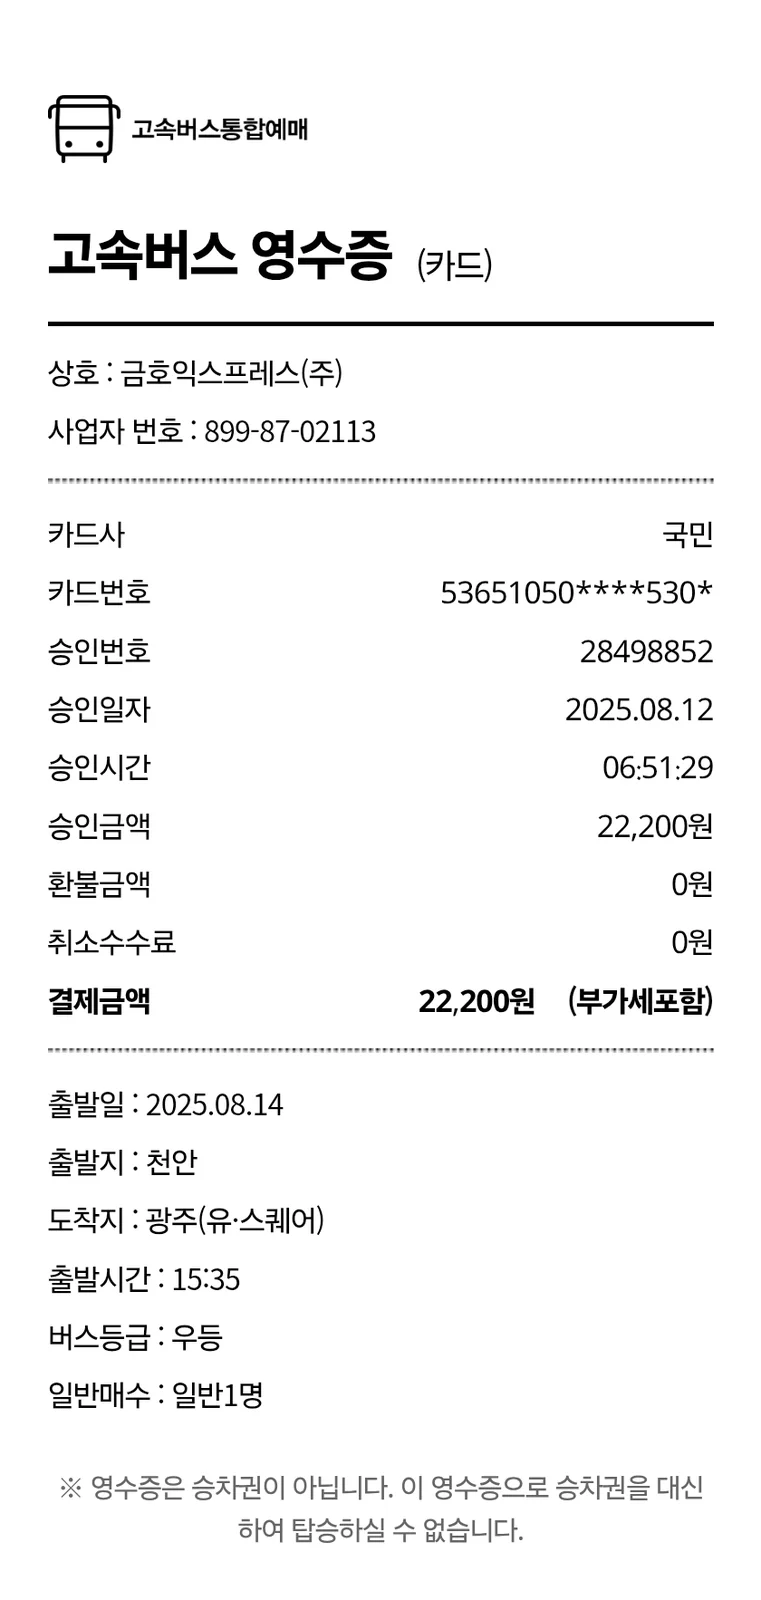 고속버스통합예매
고속버스 영수증 (카드)
상호 : 금호익스프레스(주)
사업자 번호 : 899-87-02113
카드사 국민
카드번호 53651050****530*
승인번호 28498852
승인일자 2025.08.12
승인시간 06:51:29
승인금액 22,200원
환불금액 0원
취소수수료 0원
결제금액 22,200원 (부가세포함)
출발일 : 2025.08.14
출발지 : 천안
도착지 : 광주(유·스퀘어)
출발시간 : 15:35
버스등급 : 우등
일반매수 : 일반1명
※ 영수증은 승차권이 아닙니다. 이 영수증으로 승차권을 대신
하여 탑승하실 수 없습니다.